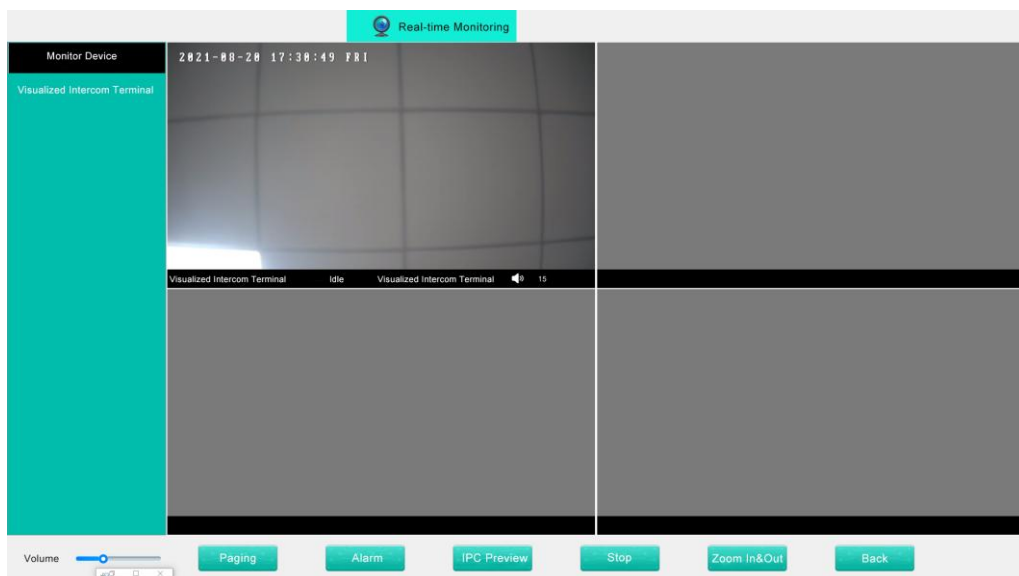 Real-time Monitoring
Monitor Device
2021-08-20 17:30:49 FRI
Visualized Intercom Terminal
Visualized Intercom Terminal Idle Visualized Intercom Terminal 15
Volume Paging Alarm IPC Preview Stop Zoom In&Out Back